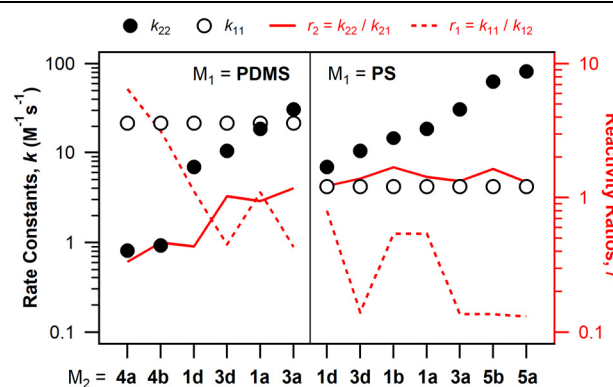 ● k₂₂ ○ k₁₁ r₂ = k₂₂ / k₂₁ r₁ = k₁₁ / k₁₂
M₁ = PDMS M₁ = PS
Rate Constants, k (M⁻¹ s⁻¹)
100
10
1
0.1
10
1
0.1
Reactivity Ratios, r
M₂ = 4a 4b 1d 3d 1a 3a 1d 3d 1b 1a 3a 5b 5a